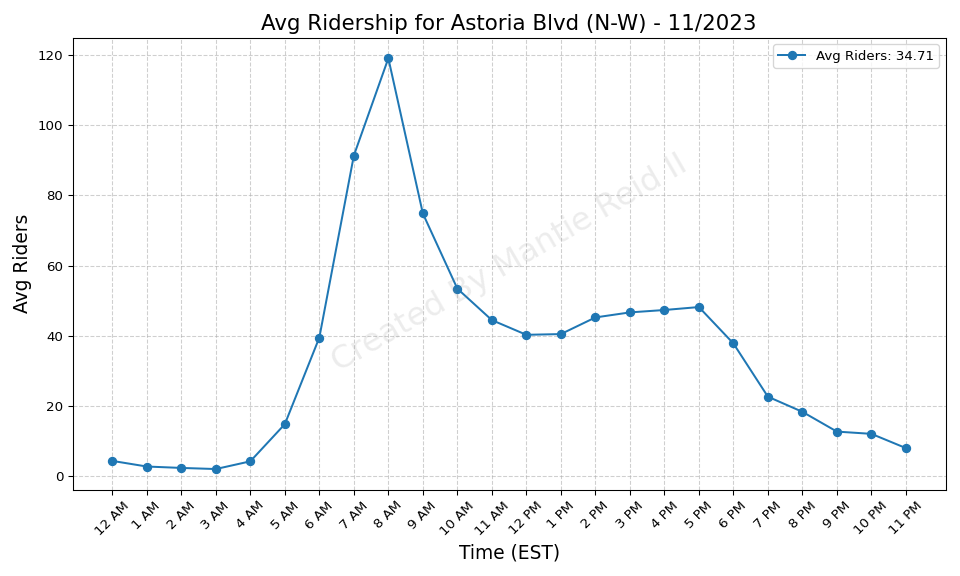 Avg Ridership for Astoria Blvd (N-W) - 11/2023
Avg Riders: 34.71
120
100
80
60
40
20
0
Avg Riders
Created By Mantie Reid II
12 AM
1 AM
2 AM
3 AM
4 AM
5 AM
6 AM
7 AM
8 AM
9 AM
10 AM
11 AM
12 PM
1 PM
2 PM
3 PM
4 PM
5 PM
6 PM
7 PM
8 PM
9 PM
10 PM
11 PM
Time (EST)